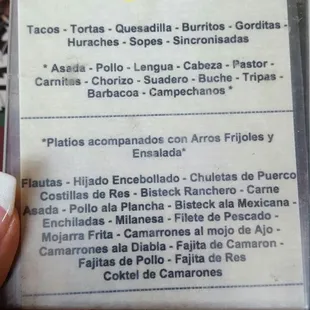 Tacos - Tortas - Quesadilla - Burritos - Gorditas -
Huraches - Sopes - Sincronisadas
* Asada - Pollo - Lengua - Cabeza - Pastor -
Carnitas - Chorizo - Suadero - Buche - Tripas -
Barbacoa - Campechanos *
*Platios acompanados con Arros Frijoles y
Ensalada*
Flautas - Hijado Encebollado - Chuletas de Puerco
Costillas de Res - Bisteck Ranchero - Carne
Asada - Pollo ala Plancha - Bisteck ala Mexicana -
Enchiladas - Milanesa - Filete de Pescado -
Mojarra Frita - Camarrones al mojo de Ajo -
Camarrones ala Diabla - Fajita de Camaron -
Fajitas de Pollo - Fajita de Res
Coktel de Camarones